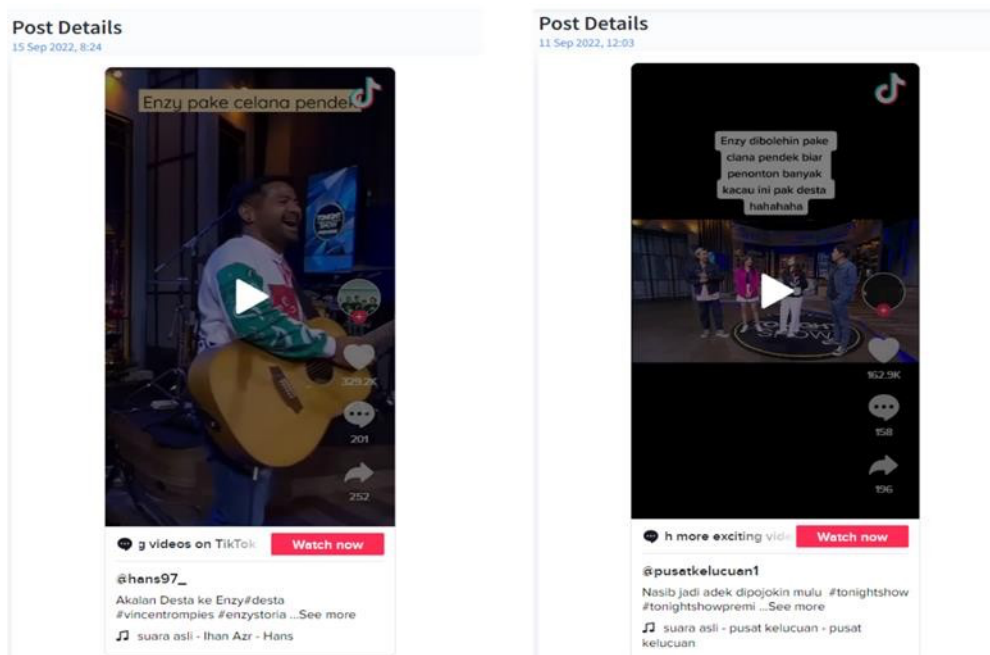 Post Details
15 Sep 2022, 8:24
Enzy pake celana pendek
TONIGHT
SHOW
329.2K
201
252
g videos on TikTok
Watch now
@hans97_
Akalan Desta ke Enzy#desta
#vincentrompies #enzystoria ...See more
suara asli - Ihan Azr - Hans
Post Details
11 Sep 2022, 12:03
Enzy dibolehin pake
clana pendek biar
penonton banyak
kacau ini pak desta
hahahaha
TONIGHT
SHOW
162.9K
158
196
h more exciting vide
Watch now
@pusatkelucuan1
Nasib jadi adek dipojokin mulu #tonightshow
#tonightshowpremi ...See more
suara asli - pusat kelucuan - pusat
kelucuan